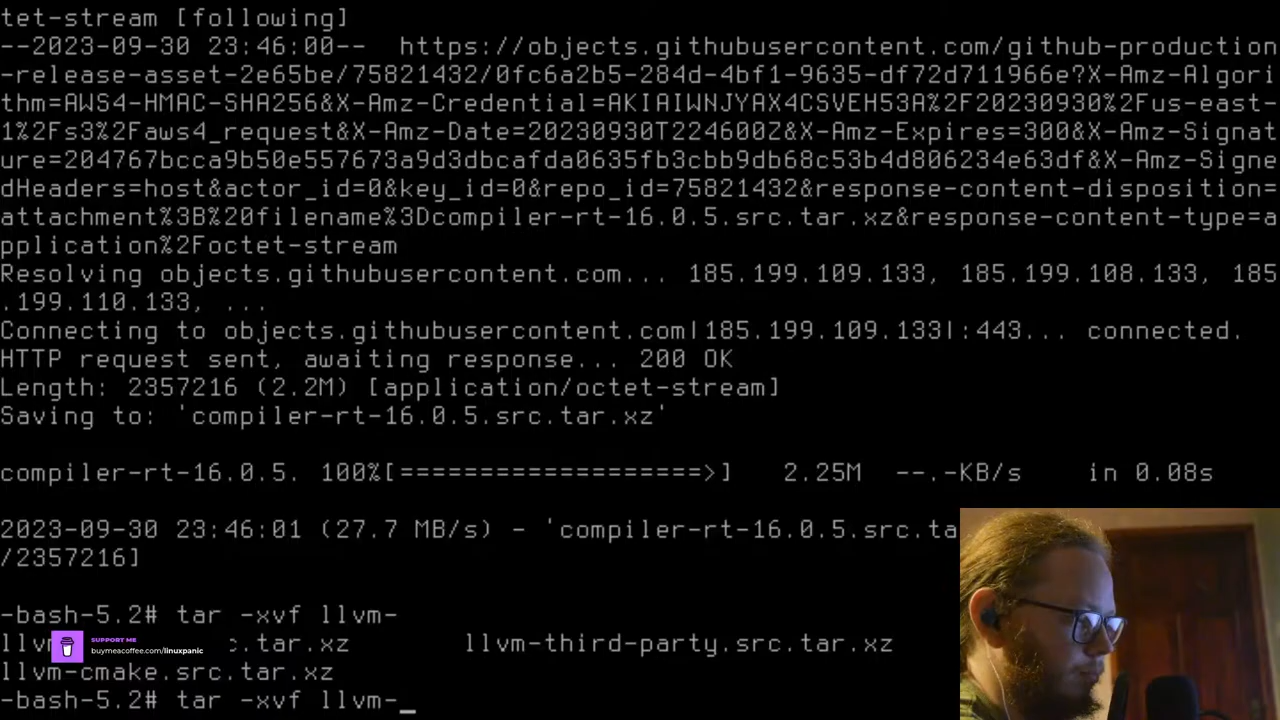 tet-stream [following]
--2023-09-30 23:46:00--  https://objects.githubusercontent.com/github-production
-release-asset-2e65be/75821432/0fc6a2b5-284d-4bf1-9635-df72d711966e?X-Amz-Algori
thm=AWS4-HMAC-SHA256&X-Amz-Credential=AKIAIWNJYAX4CSVEH53A%2F20230930%2Fus-east-
1%2Fs3%2Faws4_request&X-Amz-Date=20230930T224600Z&X-Amz-Expires=300&X-Amz-Signat
ure=204767bcca9b50e557673a9d3dbcafda0635fb3cbb9db68c53b4d806234e63df&X-Amz-Signe
dHeaders=host&actor_id=0&key_id=0&repo_id=75821432&response-content-disposition=
attachment%3B%20filename%3Dcompiler-rt-16.0.5.src.tar.xz&response-content-type=a
pplication%2Foctet-stream
Resolving objects.githubusercontent.com... 185.199.109.133, 185.199.108.133, 185
.199.110.133, ...
Connecting to objects.githubusercontent.com|185.199.109.133|:443... connected.
HTTP request sent, awaiting response... 200 OK
Length: 2357216 (2.2M) [application/octet-stream]
Saving to: 'compiler-rt-16.0.5.src.tar.xz'
compiler-rt-16.0.5. 100%[===================>]   2.25M  --.-KB/s    in 0.08s
2023-09-30 23:46:01 (27.7 MB/s) - 'compiler-rt-16.0.5.src.ta
/2357216]
-bash-5.2# tar -xvf llvm-
llv c.tar.xz llvm-third-party.src.tar.xz
SUPPORT ME
buymeacoffee.com/linuxpanic
llvm-cmake.src.tar.xz
-bash-5.2# tar -xvf llvm-_